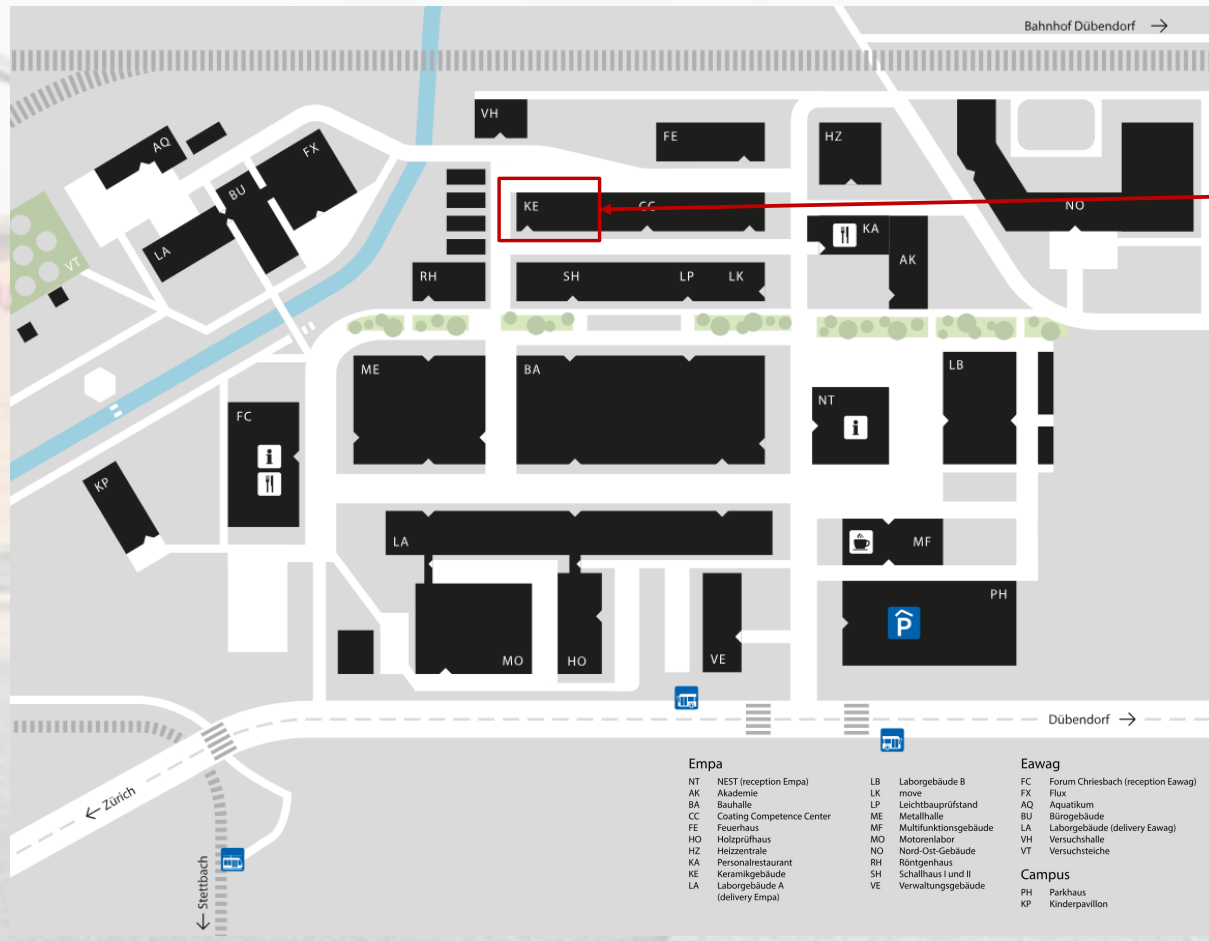 Bahnhof Dübendorf →
VH
FE
HZ
AQ
FX
BU
LA
VT
KE
CC
NO
KA
AK
RH
SH
LP
LK
ME
BA
LB
NT
i
FC
i
KP
LA
MF
PH
P
MO
HO
VE
Dübendorf →
← Zürich
← Stettbach
Empa
NT NEST (reception Empa)
AK Akademie
BA Bauhalle
CC Coating Competence Center
FE Feuerhaus
HO Holzprüfhaus
HZ Heizzentrale
KA Personalrestaurant
KE Keramikgebäude
LA Laborgebäude A
(delivery Empa)
LB Laborgebäude B
LK move
LP Leichtbauprüfstand
ME Metallhalle
MF Multifunktionsgebäude
MO Motorenlabor
NO Nord-Ost-Gebäude
RH Röntgenhaus
SH Schallhaus I und II
VE Verwaltungsgebäude
Eawag
FC Forum Chriesbach (reception Eawag)
FX Flux
AQ Aquatikum
BU Bürogebäude
LA Laborgebäude (delivery Eawag)
VH Versuchshalle
VT Versuchsteiche
Campus
PH Parkhaus
KP Kinderpavillon